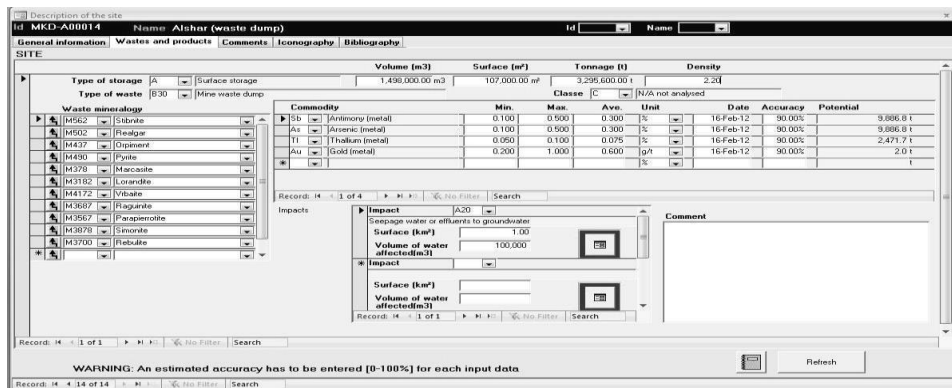 Description of the site
Id MKD-A00014 Name Alshar (waste dump) Id Name
General information Wastes and products Comments Iconography Bibliography
SITE
Volume (m3) Surface (m²) Tonnage (t) Density
Type of storage A Surface storage 1,498,000.00 m3 107,000.00 m² 3,295,600.00 t 2.20
Type of waste B30 Mine waste dump Classe C N/A not analysed
Waste mineralogy
M562 Stibnite
M502 Realgar
M437 Orpiment
M490 Pyrite
M378 Marcasite
M3182 Lorandite
M4172 Vrbaite
M3687 Raguinite
M3567 Parapierrotite
M3878 Simonite
M3700 Rebulite
Commodity Min. Max. Ave. Unit Date Accuracy Potential
Sb Antimony (metal) 0.100 0.500 0.300 % 16-Feb-12 90.00% 9,886.8 t
As Arsenic (metal) 0.100 0.500 0.300 % 16-Feb-12 90.00% 9,886.8 t
Tl Thallium (metal) 0.050 0.100 0.075 % 16-Feb-12 90.00% 2,471.7 t
Au Gold (metal) 0.200 1.000 0.600 g/t 16-Feb-12 90.00% 2.0 t
% t
Record: 1 of 4 No Filter Search
Impacts
Impact A20
Seepage water or effluents to groundwater
Surface (km²) 1.00
Volume of water affected(m3) 100,000
Impact
Surface (km²)
Volume of water affected(m3)
Record: 1 of 1 No Filter Search
Comment
Record: 1 of 1 No Filter Search
WARNING: An estimated accuracy has to be entered [0-100%] for each input data
Refresh
Record: 14 of 14 No Filter Search